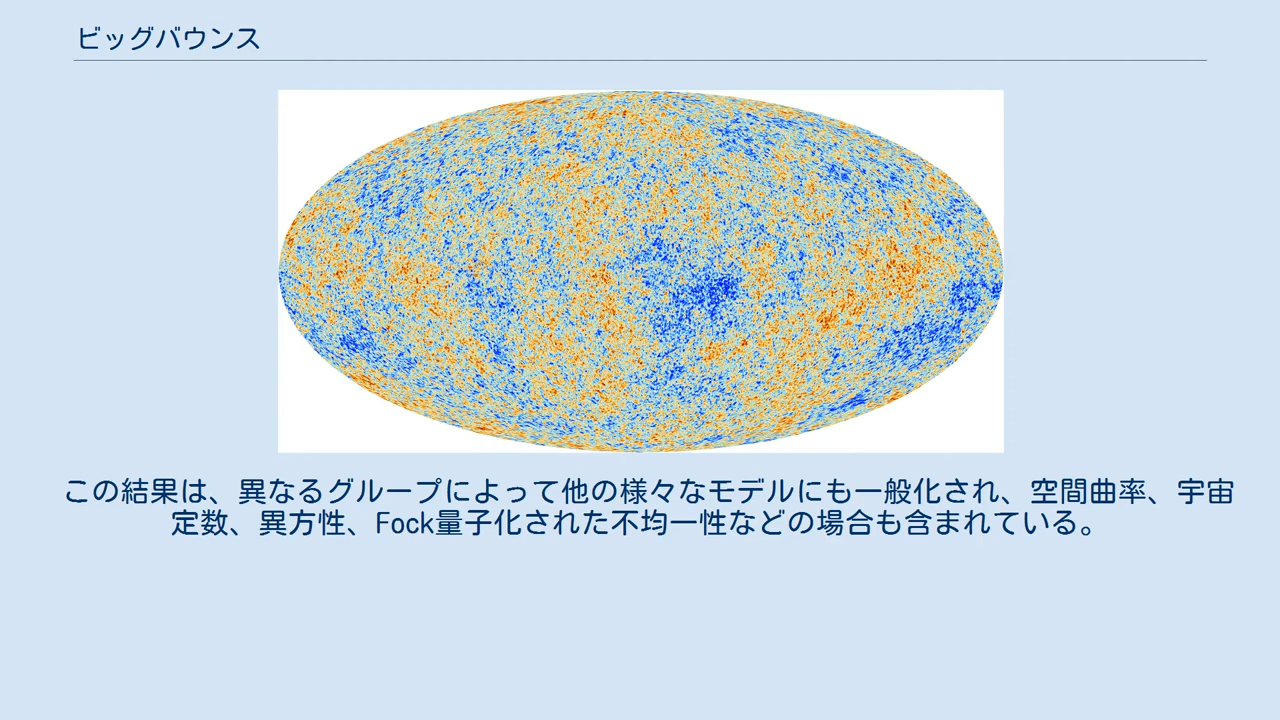 ビッグバウンス
この結果は、異なるグループによって他の様々なモデルにも一般化され、空間曲率、宇宙
定数、異方性、Fock量子化された不均一性などの場合も含まれている。